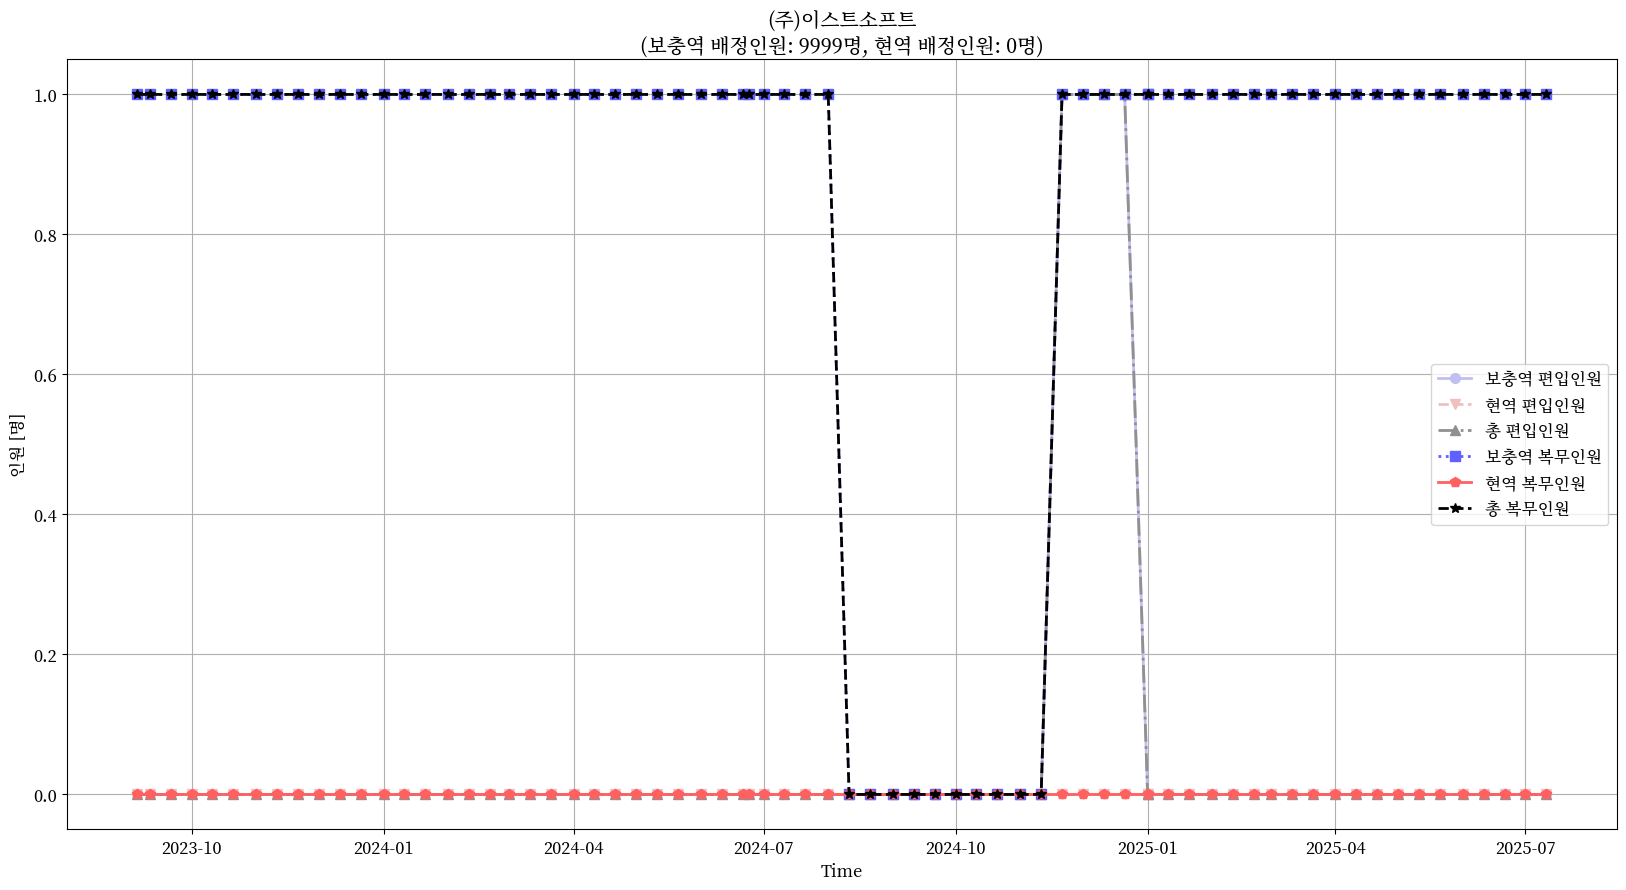 (주)이스트소프트
(보충역 배정인원: 9999명, 현역 배정인원: 0명)
인원 [명]
1.0
0.8
0.6
0.4
0.2
0.0
보충역 편입인원
현역 편입인원
총 편입인원
보충역 복무인원
현역 복무인원
총 복무인원
2023-10
2024-01
2024-04
2024-07
2024-10
2025-01
2025-04
2025-07
Time